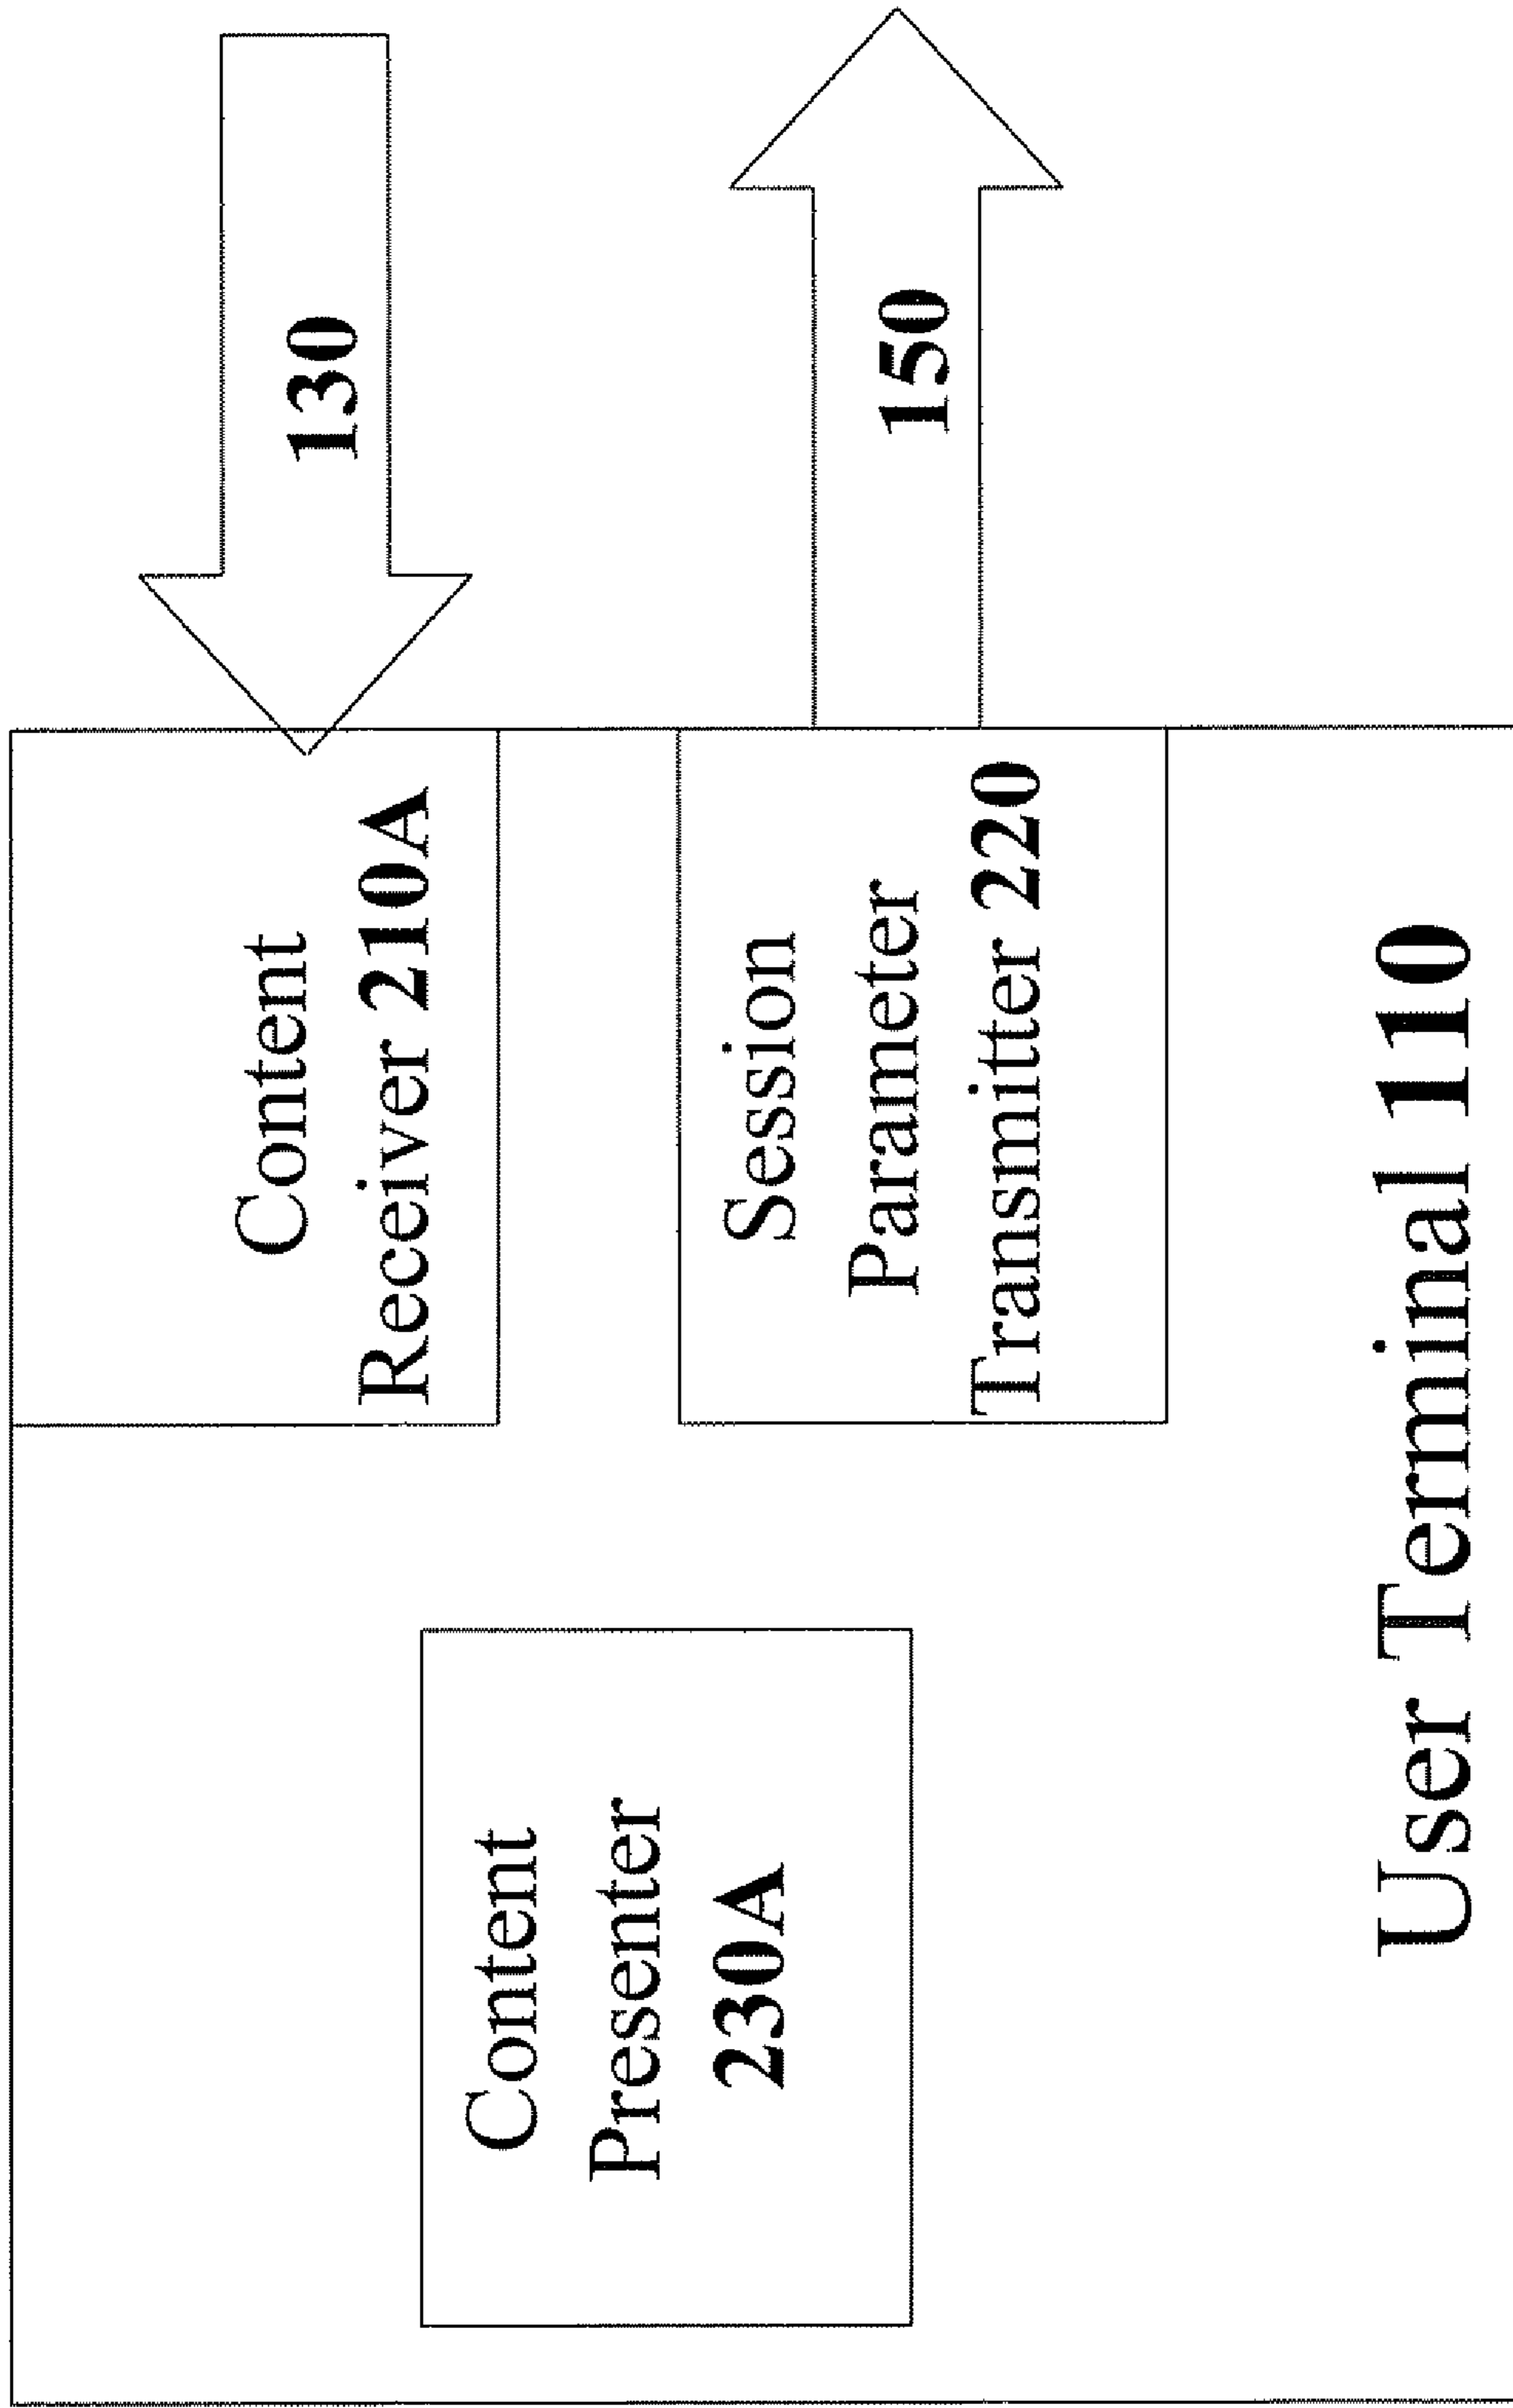 Content
Receiver 210A
130
Content
Presenter
230A
Session
Parameter
Transmitter 220
150
User Terminal 110